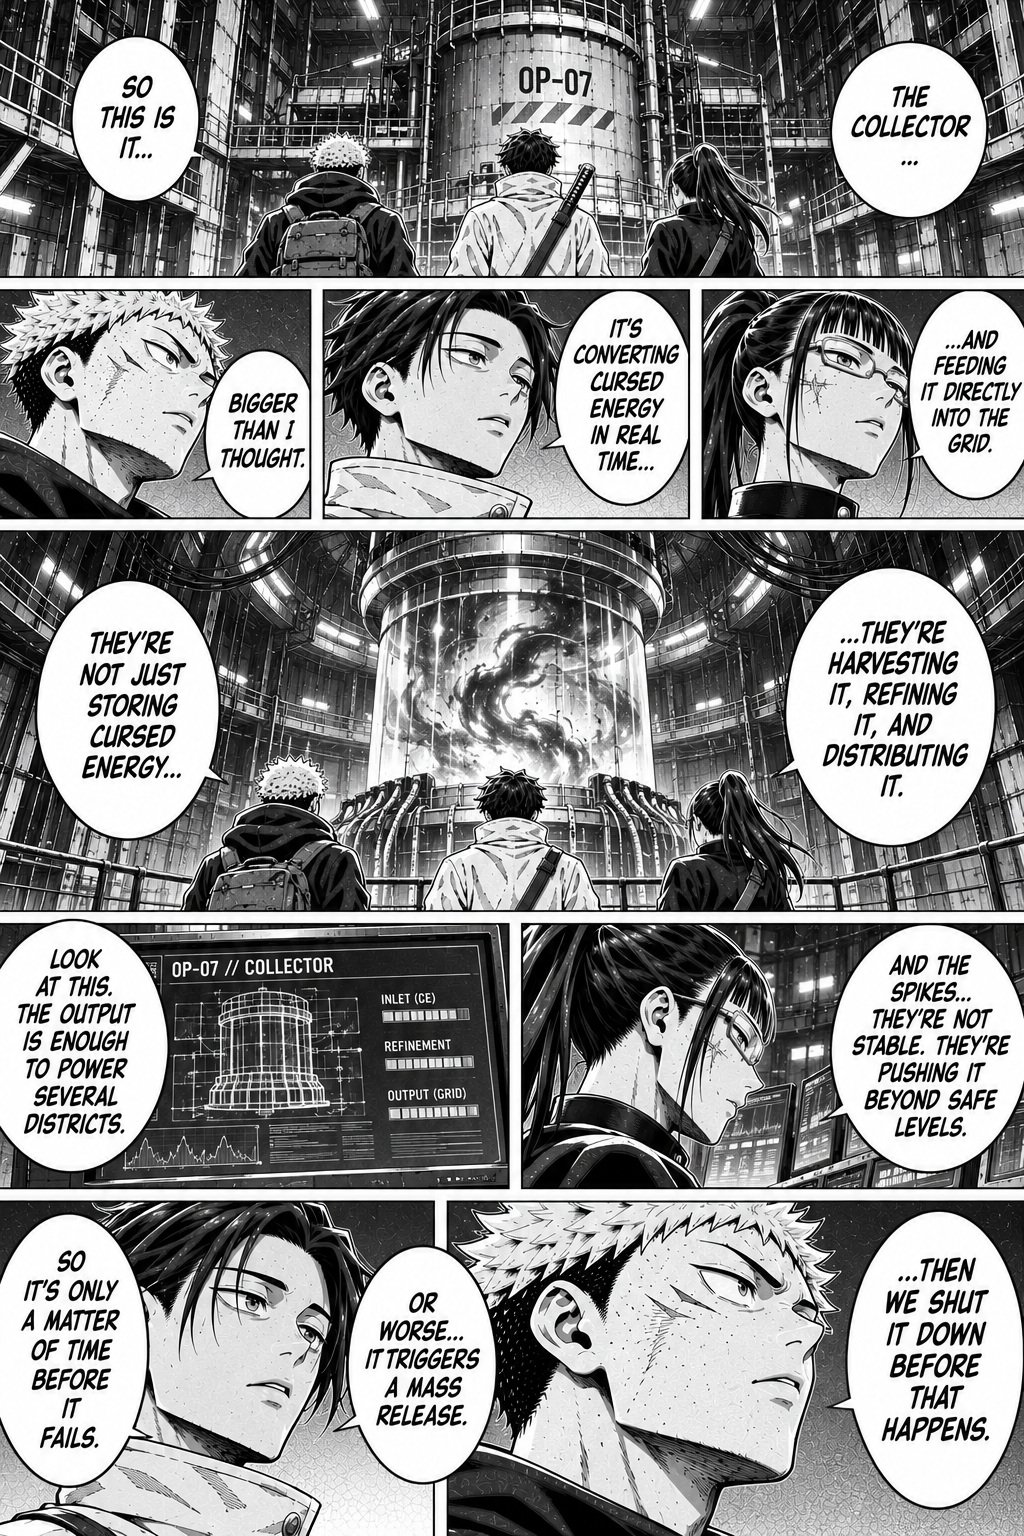 SO
THIS IS
IT...
OP-07
THE
COLLECTOR
...
BIGGER
THAN I
THOUGHT.
IT'S
CONVERTING
CURSED
ENERGY
IN REAL
TIME...
...AND
FEEDING
IT DIRECTLY
INTO THE
GRID.
THEY'RE
NOT JUST
STORING
CURSED
ENERGY...
...THEY'RE
HARVESTING
IT, REFINING
IT, AND
DISTRIBUTING
IT.
LOOK
AT THIS.
THE OUTPUT
IS ENOUGH
TO POWER
SEVERAL
DISTRICTS.
OP-07 // COLLECTOR
INLET (CE)
REFINEMENT
OUTPUT (GRID)
AND THE
SPIKES...
THEY'RE NOT
STABLE. THEY'RE
PUSHING IT
BEYOND SAFE
LEVELS.
SO
IT'S ONLY
A MATTER
OF TIME
BEFORE
IT
FAILS.
OR
WORSE...
IT TRIGGERS
A MASS
RELEASE.
...THEN
WE SHUT
IT DOWN
BEFORE
THAT
HAPPENS.